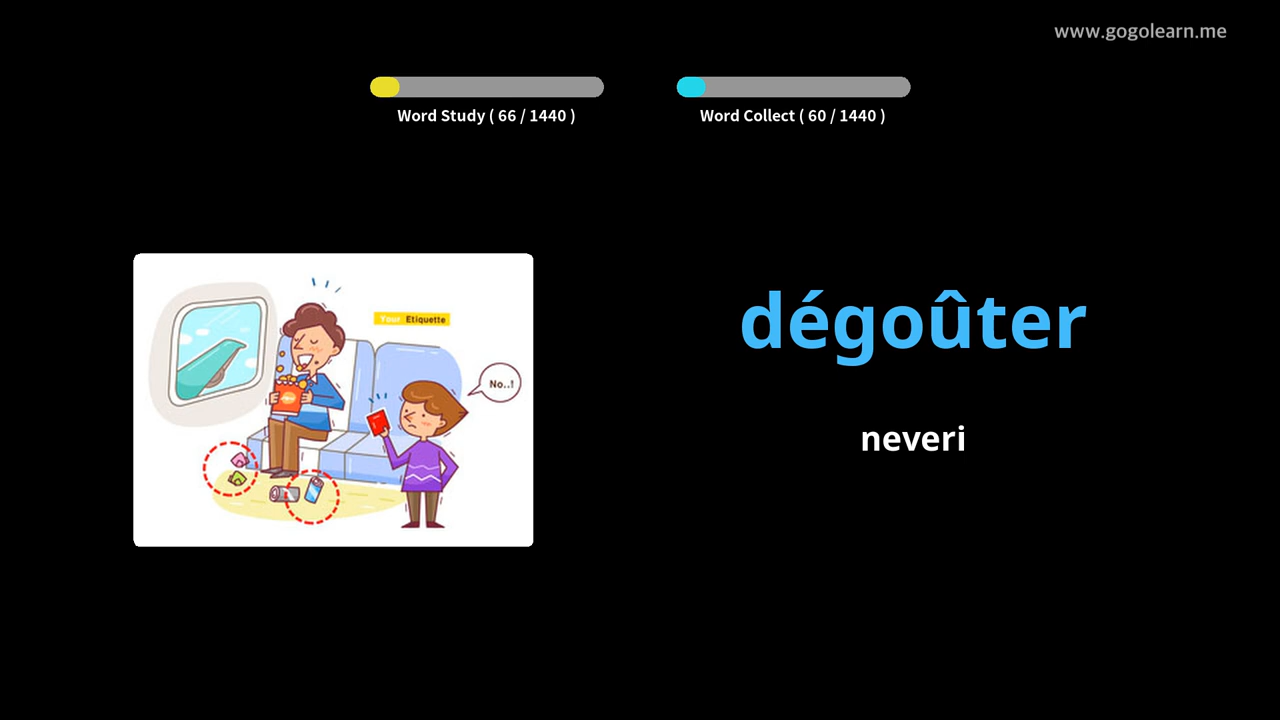 www.gogolearn.me
Word Study ( 66 / 1440 )
Word Collect ( 60 / 1440 )
Your Etiquette
No..!
dégoûter
neveri